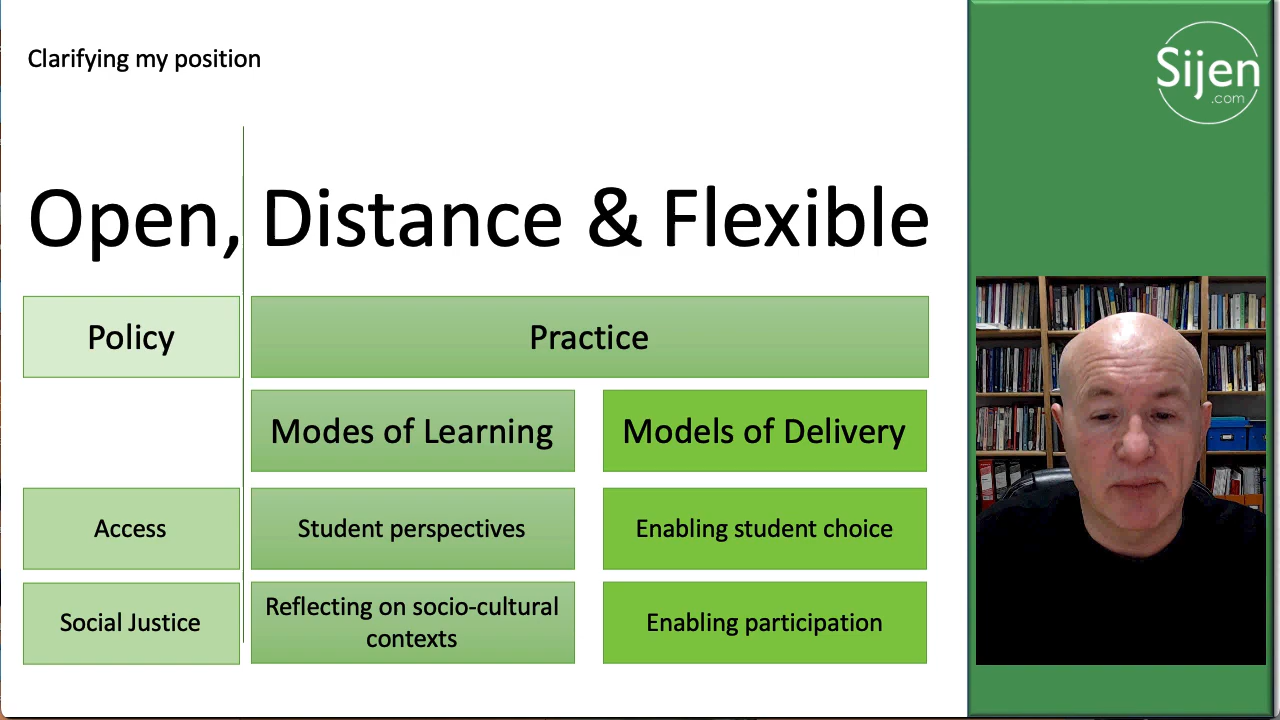 Clarifying my position
Sijen
.com
Open, Distance & Flexible
Policy
Practice
Modes of Learning
Models of Delivery
Access
Student perspectives
Enabling student choice
Social Justice
Reflecting on socio-cultural
contexts
Enabling participation